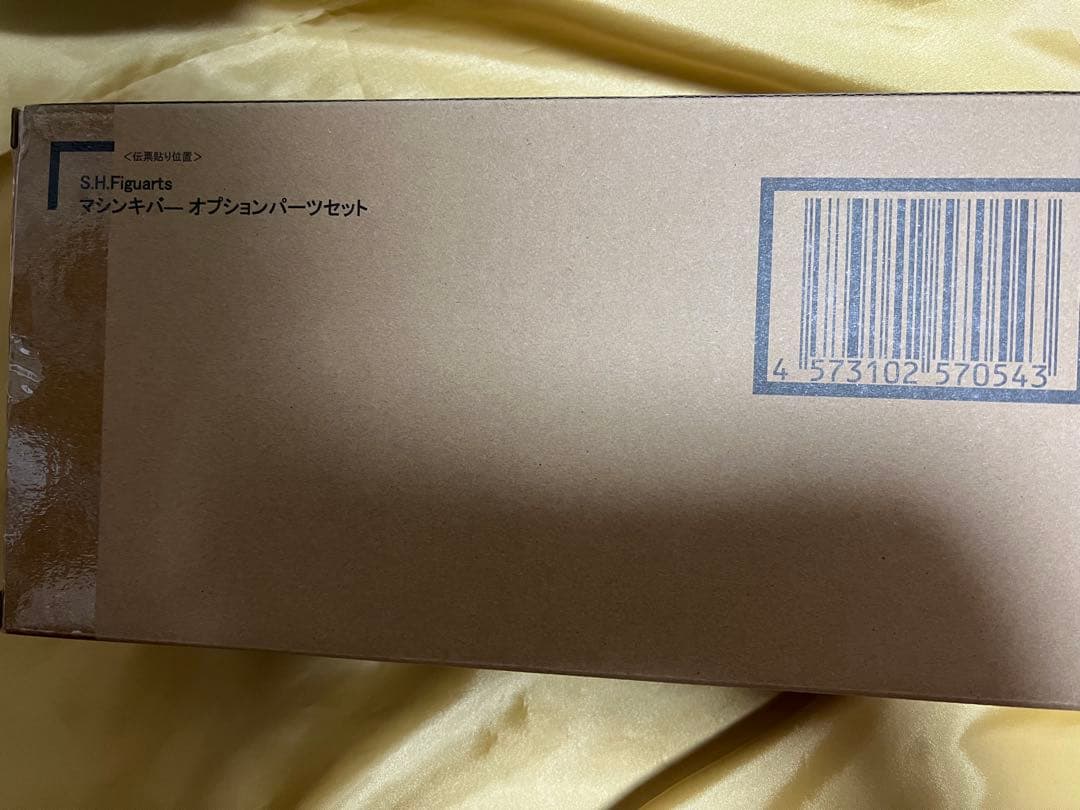 <伝票貼り位置>
S.H.Figuarts
マシンキバー オプションパーツセット
4 573102 570543